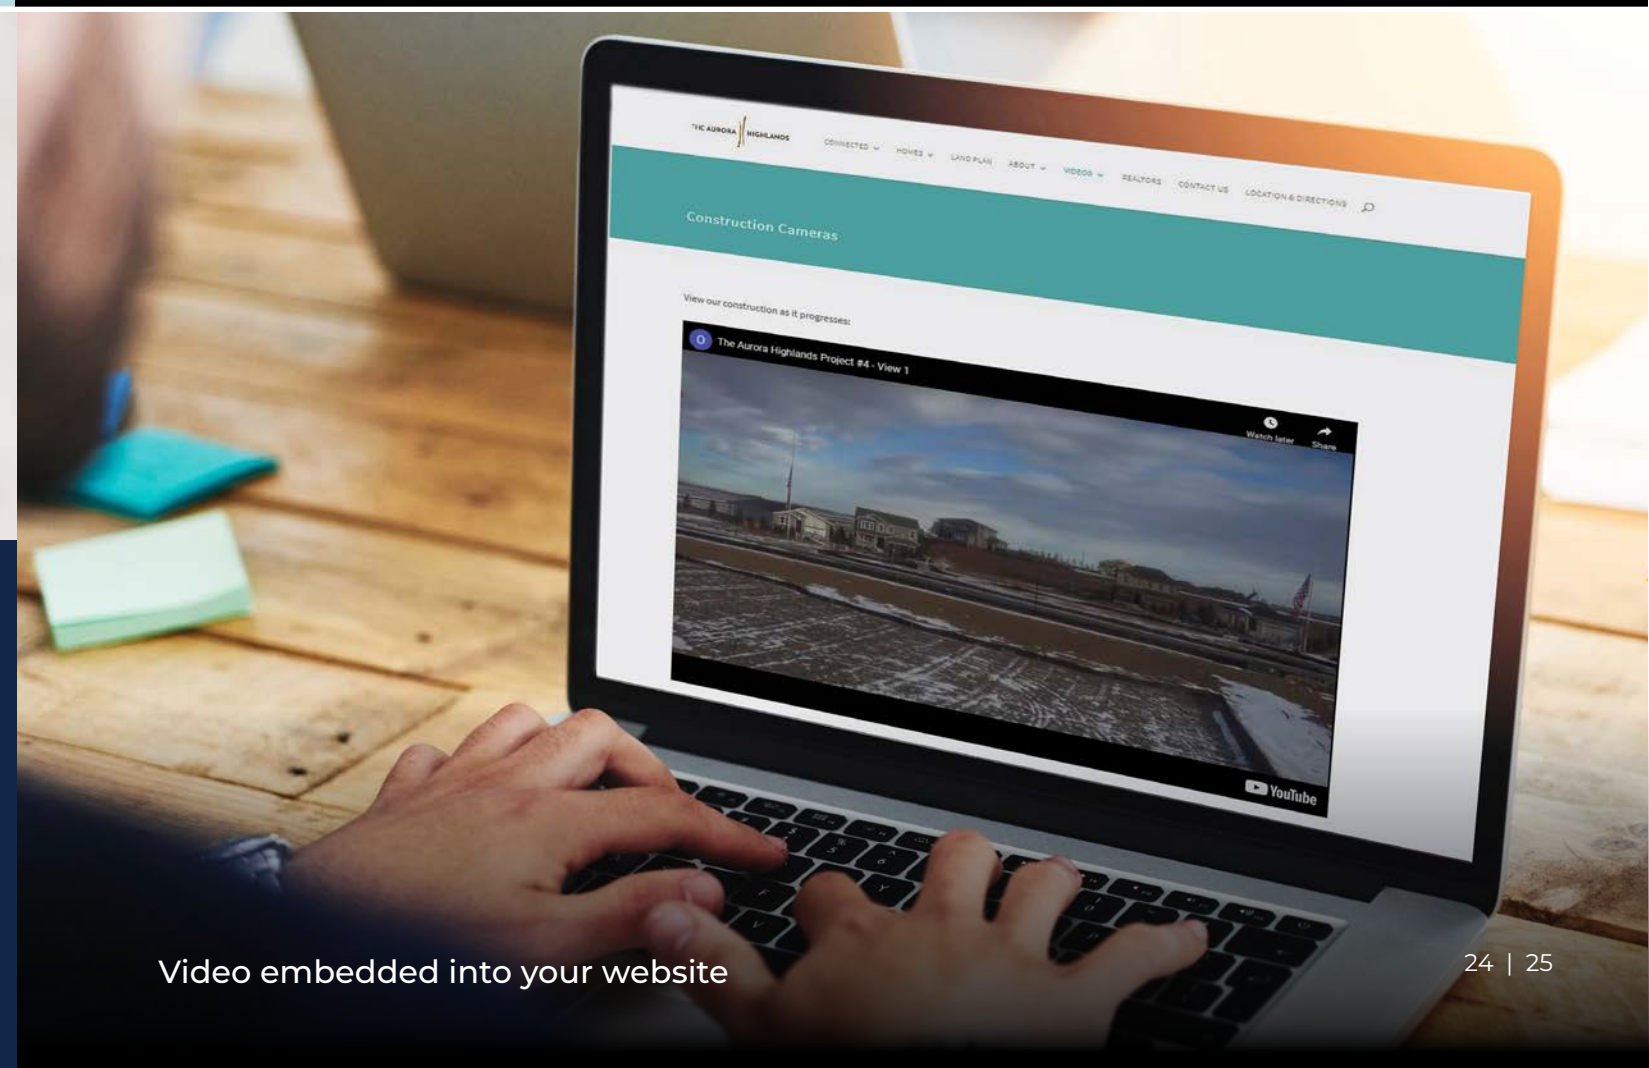 THE AURORA HIGHLANDS
CONNECTED HOMES LAND PLAN ABOUT VIDEOS REALTORS CONTACT US LOCATION & DIRECTIONS
Construction Cameras
View our construction as it progresses:
O The Aurora Highlands Project #4 - View 1
Watch later Share
YouTube
Video embedded into your website
24 | 25